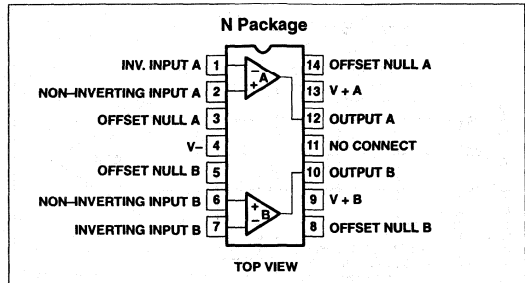 N Package
INV. INPUT A 1
NON–INVERTING INPUT A 2
OFFSET NULL A 3
V– 4
OFFSET NULL B 5
NON–INVERTING INPUT B 6
INVERTING INPUT B 7
– A
+
+
– B
14 OFFSET NULL A
13 V + A
12 OUTPUT A
11 NO CONNECT
10 OUTPUT B
9 V + B
8 OFFSET NULL B
TOP VIEW